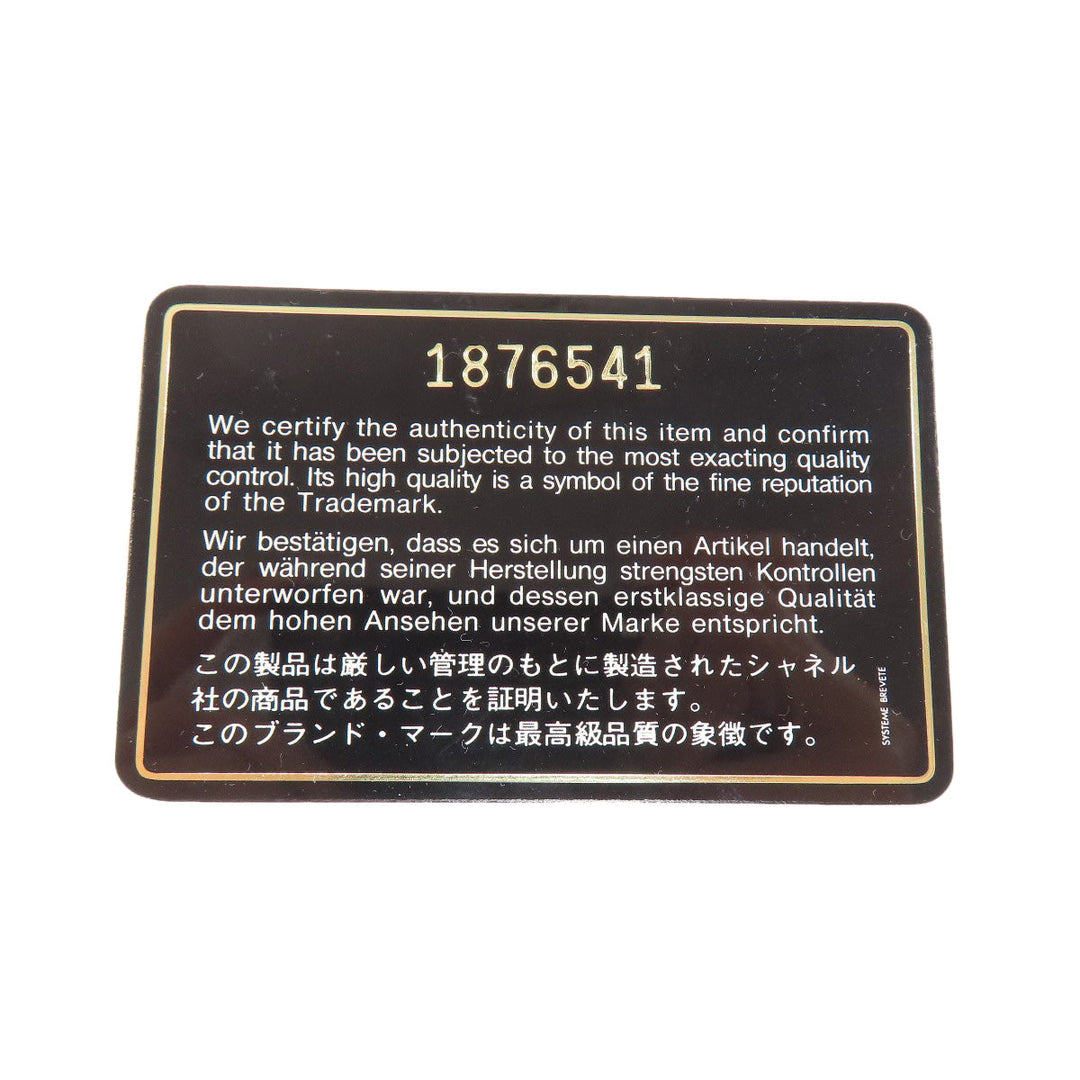 1876541
We certify the authenticity of this item and confirm
that it has been subjected to the most exacting quality
control. Its high quality is a symbol of the fine reputation
of the Trademark.
Wir bestätigen, dass es sich um einen Artikel handelt,
der während seiner Herstellung strengsten Kontrollen
unterworfen war, und dessen erstklassige Qualität
dem hohen Ansehen unserer Marke entspricht.
この製品は厳しい管理のもとに製造されたシャネル
社の商品であることを証明いたします。
このブランド・マークは最高級品質の象徴です。
SYSTEME BREVETE